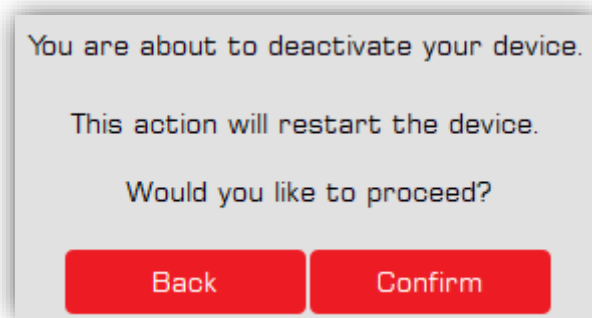 You are about to deactivate your device.
This action will restart the device.
Would you like to proceed?
Back Confirm